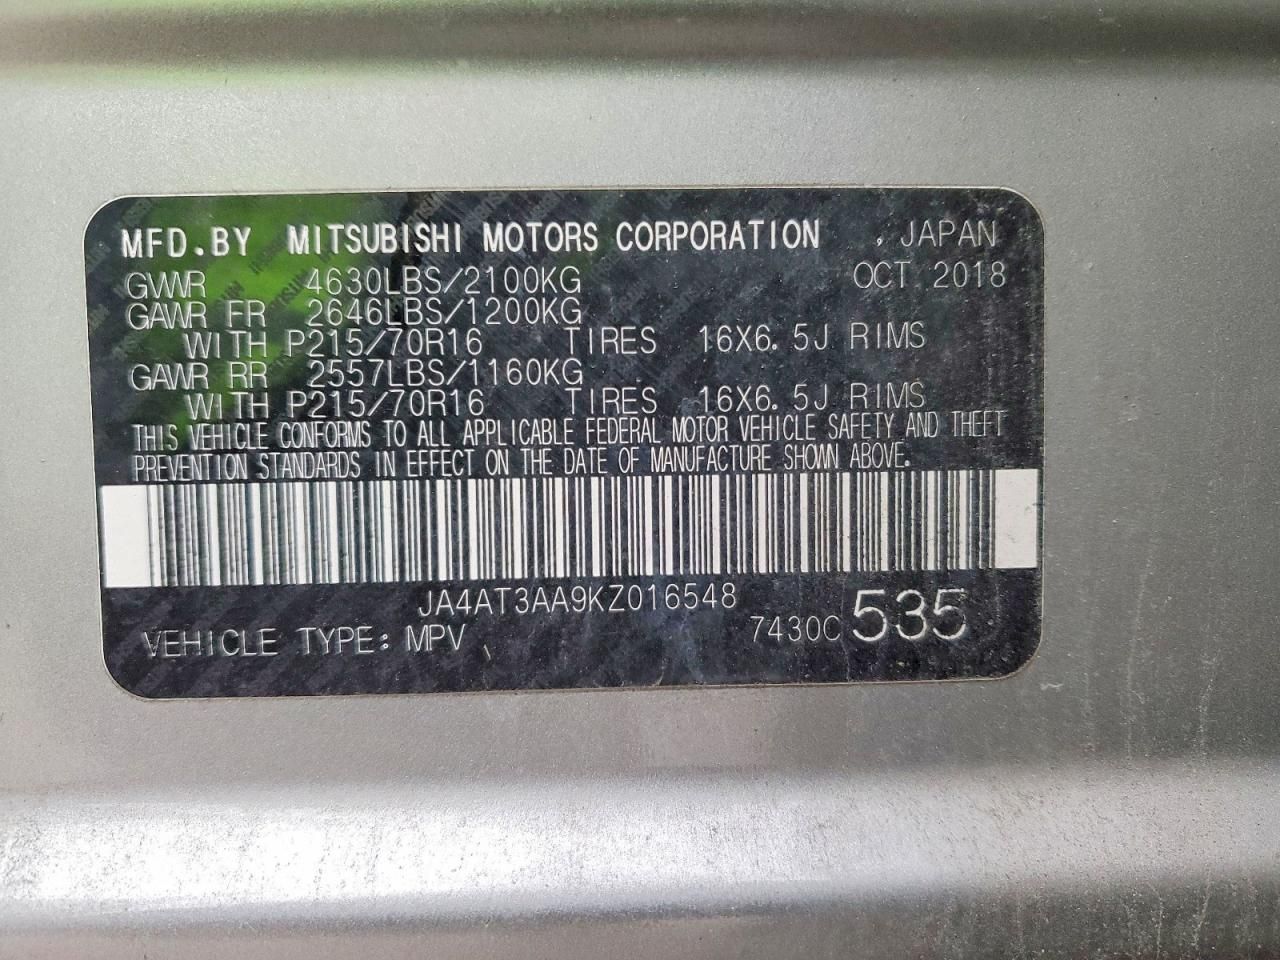 MFD.BY MITSUBISHI MOTORS CORPORATION , JAPAN
GVWR 4630LBS/2100KG OCT. 2018
GAWR FR 2646LBS/1200KG
WITH P215/70R16 TIRES 16X6.5J RIMS
GAWR RR 2557LBS/1160KG
WITH P215/70R16 TIRES 16X6.5J RIMS
THIS VEHICLE CONFORMS TO ALL APPLICABLE FEDERAL MOTOR VEHICLE SAFETY AND THEFT
PREVENTION STANDARDS IN EFFECT ON THE DATE OF MANUFACTURE SHOWN ABOVE.
JA4AT3AA9KZ016548
VEHICLE TYPE: MPV 7430C 535